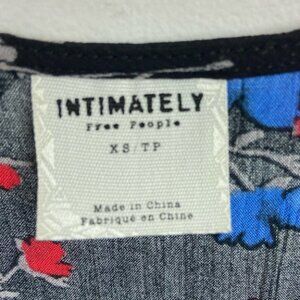 INTIMATELY
Free People
XS/TP
Made in China
Fabriqué en Chine